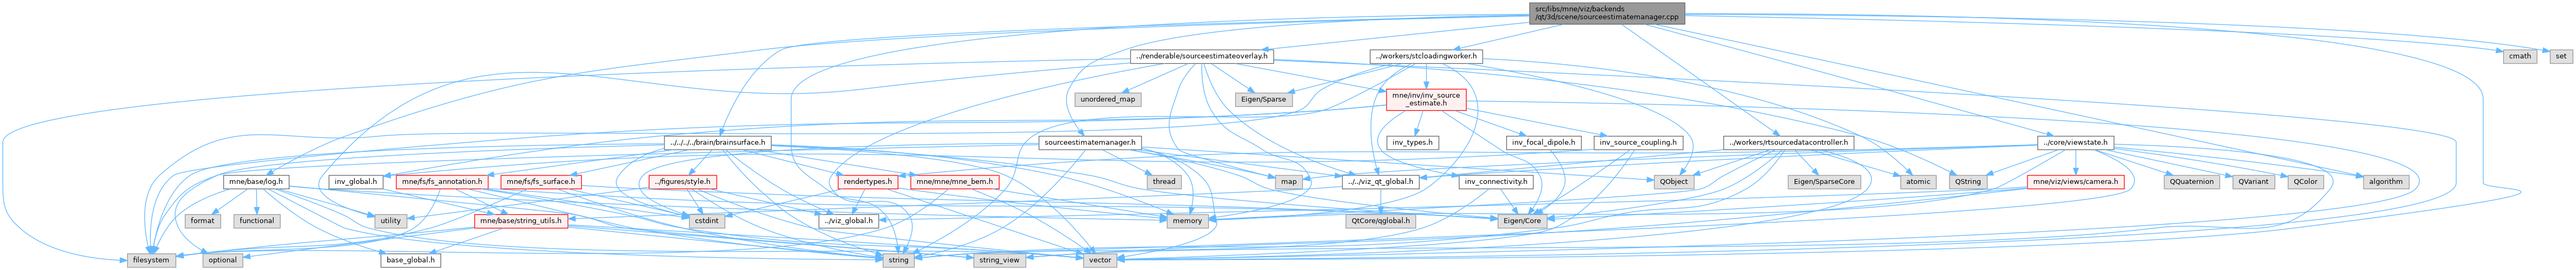 src/libs/mne/viz/backends
/qt/3d/scene/sourceestimatemanager.cpp
../renderable/sourceestimateoverlay.h
../workers/stcloadingworker.h
cmath
set
unordered_map
Eigen/Sparse
mne/inv/inv_source
_estimate.h
../../../../brain/brainsurface.h
sourceestimatemanager.h
inv_types.h
inv_focal_dipole.h
inv_source_coupling.h
../workers/rtsourcedatacontroller.h
../core/viewstate.h
mne/base/log.h
inv_global.h
mne/fs/fs_annotation.h
mne/fs/fs_surface.h
../figures/style.h
rendertypes.h
mne/mne/mne_bem.h
thread
map
../../viz_qt_global.h
inv_connectivity.h
QObject
Eigen/SparseCore
atomic
QString
mne/viz/views/camera.h
QQuaternion
QVariant
QColor
algorithm
format
functional
utility
mne/base/string_utils.h
cstdint
../viz_global.h
memory
QtCore/qglobal.h
Eigen/Core
filesystem
optional
base_global.h
string
string_view
vector